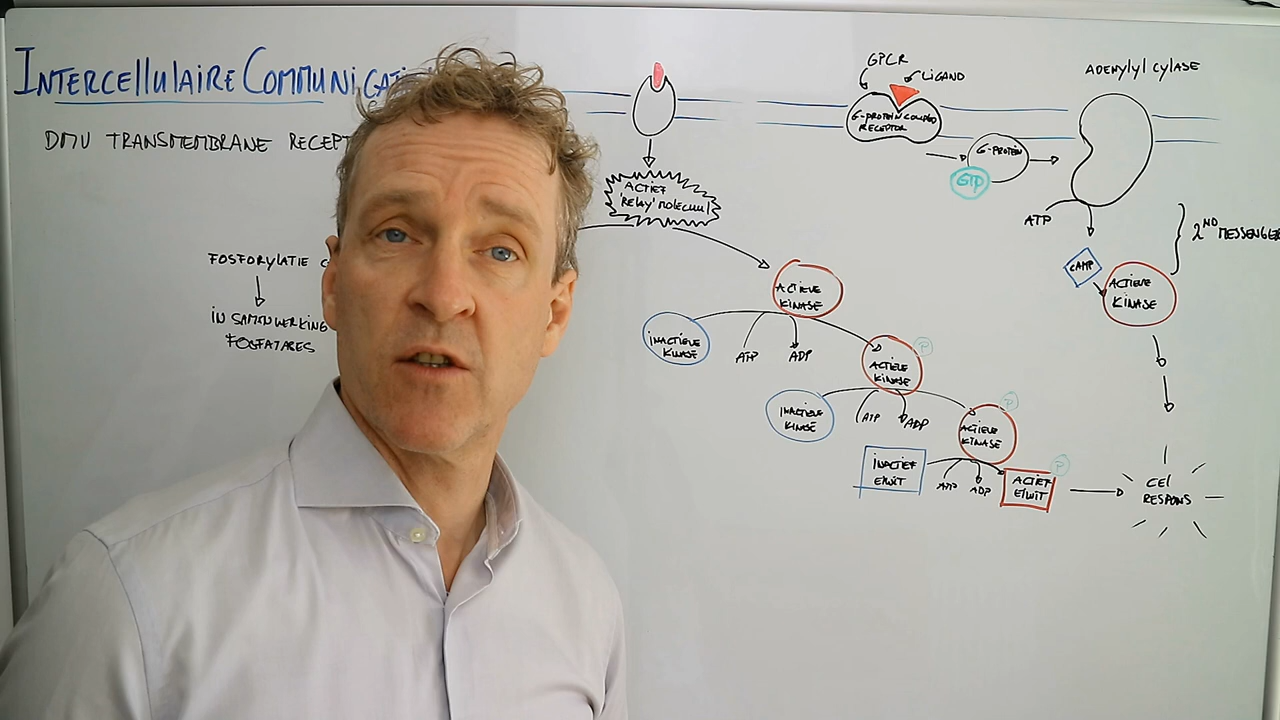 INTERCELLULAIRE COMMUNICATI
DMV TRANSMEMBRANE RECEPT
FOSFORYLATIE
IN SAMENWERKING
FOSFATASES
ACTIEF
'RELAY' MOLECUUL
ACTIEVE
KINASE
INACTIEVE
KINASE
ATP
ADP
ACTIEVE
KINASE
P
INACTIEVE
KINASE
ATP
ADP
ACTIEVE
KINASE
P
INACTIEF
EIWIT
ATP
ADP
ACTIEF
EIWIT
P
GPCR
LIGAND
G-PROTEIN COUPLED
RECEPTOR
G-PROTEIN
GTP
ADENYLYL CYLASE
ATP
cAMP
ACTIEVE
KINASE
2ND MESSENGER
CEL
RESPONS